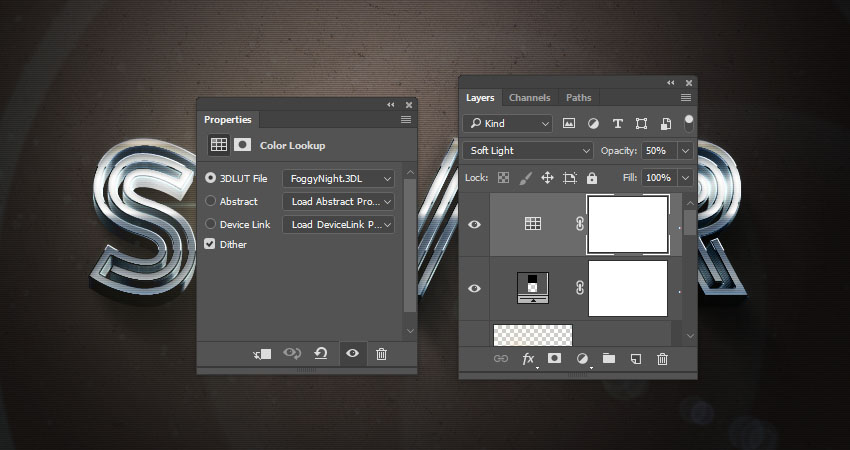 Properties
Color Lookup
3DLUT File FoggyNight.3DL
Abstract Load Abstract Pro...
Device Link Load DeviceLink P...
Dither
Layers Channels Paths
Kind
Soft Light Opacity: 50%
Lock: Fill: 100%
fx